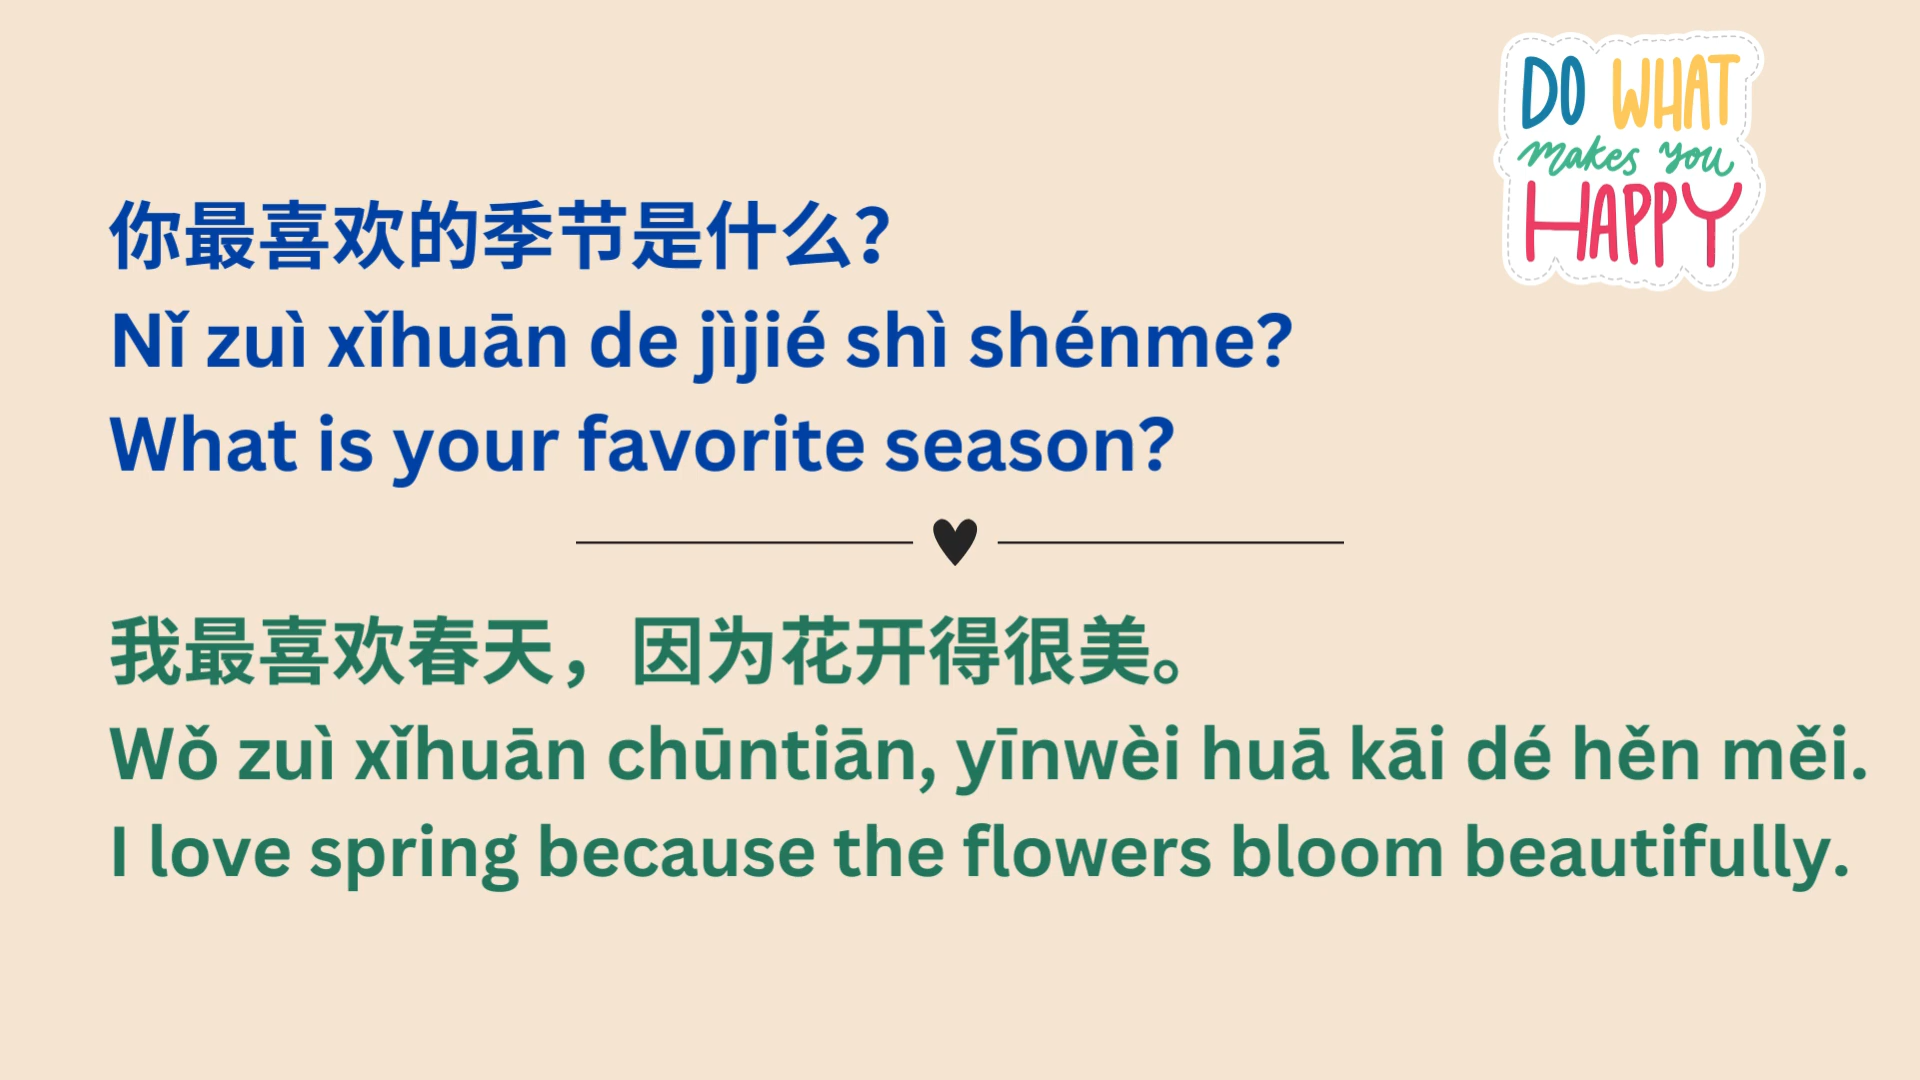 DO WHAT
makes you
HAPPY
你最喜欢的季节是什么？
Nǐ zuì xǐhuān de jìjié shì shénme?
What is your favorite season?
我最喜欢春天，因为花开得很美。
Wǒ zuì xǐhuān chūntiān, yīnwèi huā kāi dé hěn měi.
I love spring because the flowers bloom beautifully.